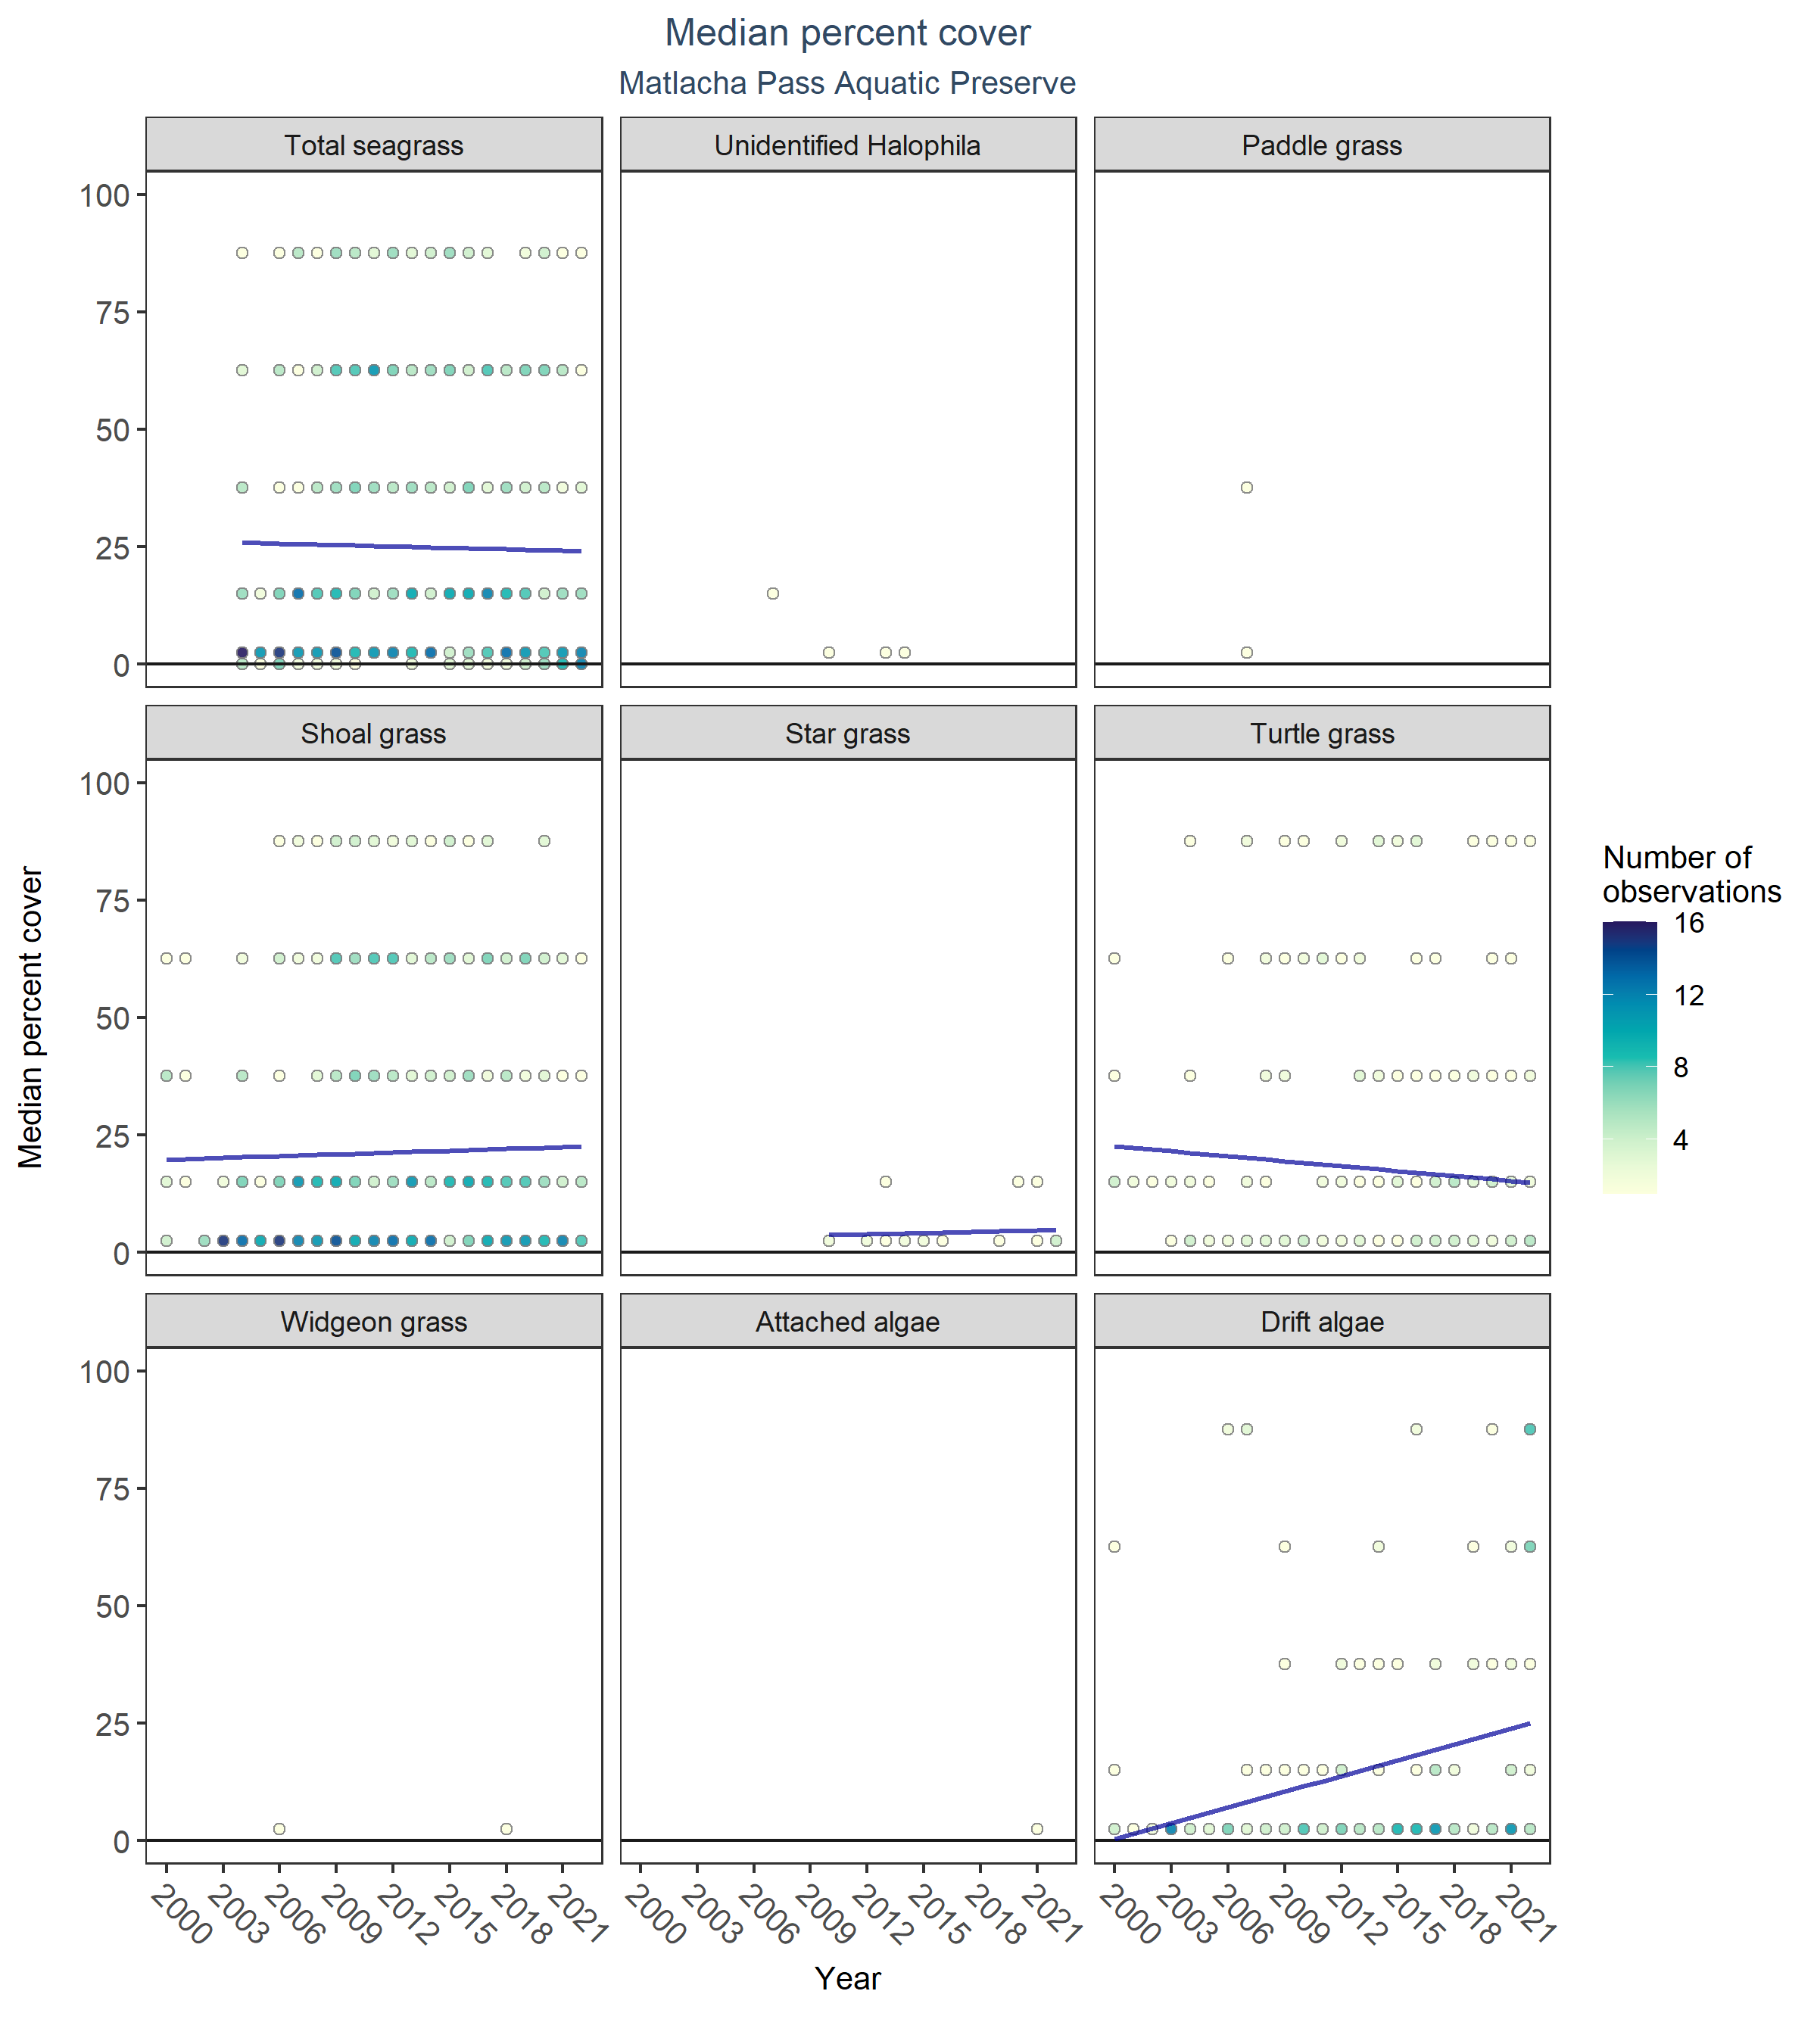 Median percent cover
Matlacha Pass Aquatic Preserve
Total seagrass
Unidentified Halophila
Paddle grass
100
75
50
25
0
Shoal grass
Star grass
Turtle grass
100
75
50
25
0
Widgeon grass
Attached algae
Drift algae
100
75
50
25
0
2000 2003 2006 2009 2012 2015 2018 2021
2000 2003 2006 2009 2012 2015 2018 2021
2000 2003 2006 2009 2012 2015 2018 2021
Year
Median percent cover
Number of
observations
16
12
8
4